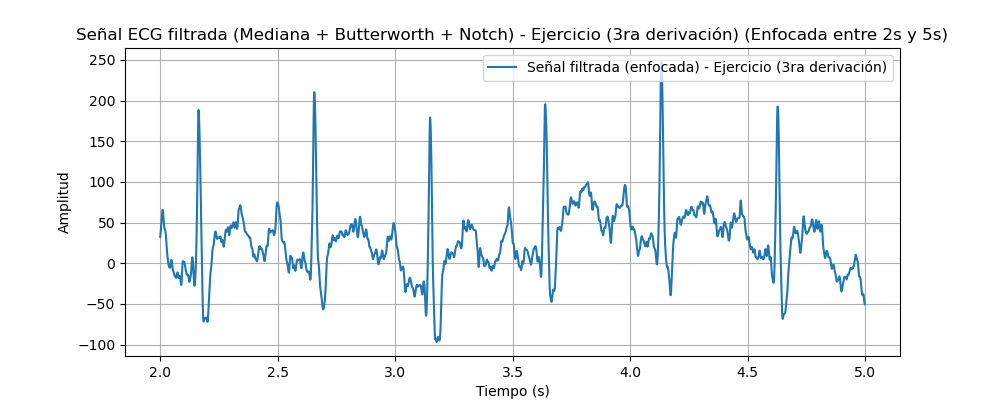 Señal ECG filtrada (Mediana + Butterworth + Notch) - Ejercicio (3ra derivación) (Enfocada entre 2s y 5s)
Señal filtrada (enfocada) - Ejercicio (3ra derivación)
Amplitud
250
200
150
100
50
0
−50
−100
2.0 2.5 3.0 3.5 4.0 4.5 5.0
Tiempo (s)